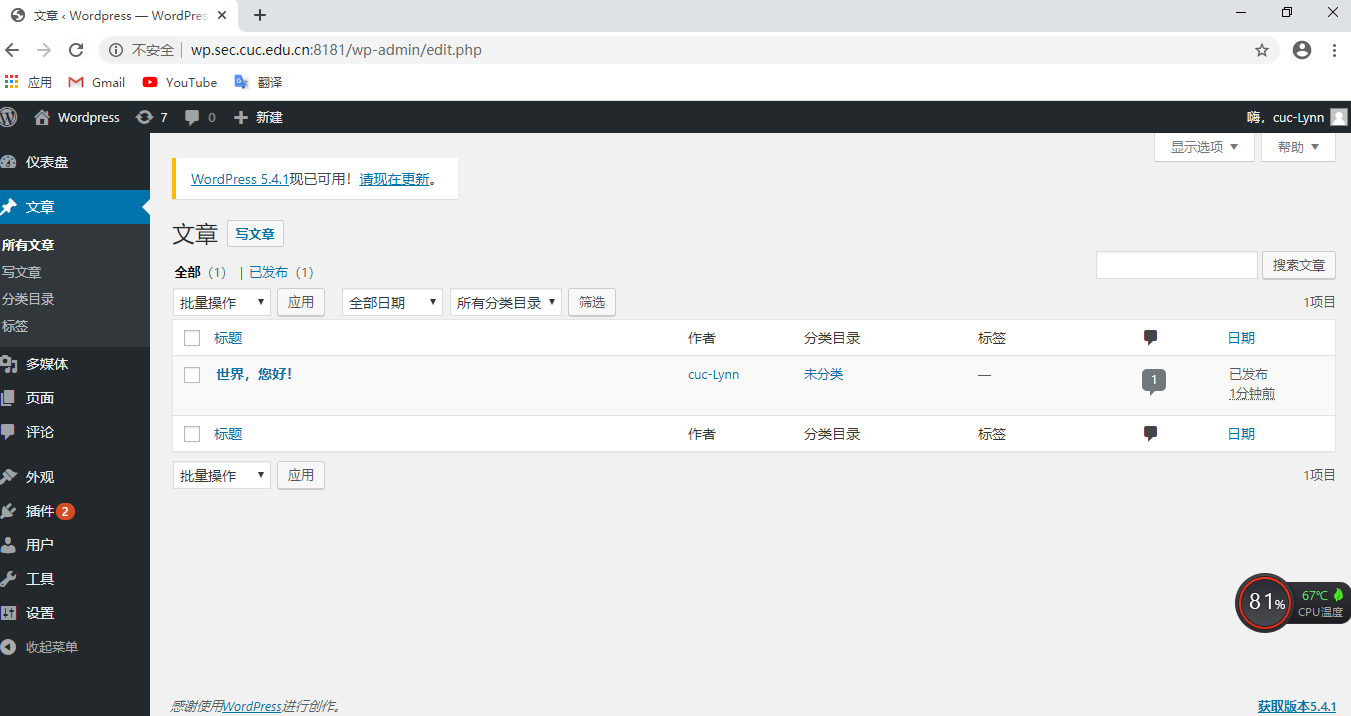 文章 ‹ Wordpress — WordPres
不安全 wp.sec.cuc.edu.cn:8181/wp-admin/edit.php
应用 Gmail YouTube 翻译
Wordpress 7 0 新建 嗨，cuc-Lynn
显示选项 帮助
仪表盘
文章
所有文章
写文章
分类目录
标签
多媒体
页面
评论
外观
插件 2
用户
工具
设置
收起菜单
WordPress 5.4.1现已可用！请现在更新。
文章 写文章
全部（1） | 已发布（1）
搜索文章
批量操作 应用 全部日期 所有分类目录 筛选 1项目
标题 作者 分类目录 标签 日期
世界，您好！ cuc-Lynn 未分类 — 1 已发布
1分钟前
标题 作者 分类目录 标签 日期
批量操作 应用 1项目
81% 67℃
CPU温度
感谢使用WordPress进行创作。 获取版本5.4.1